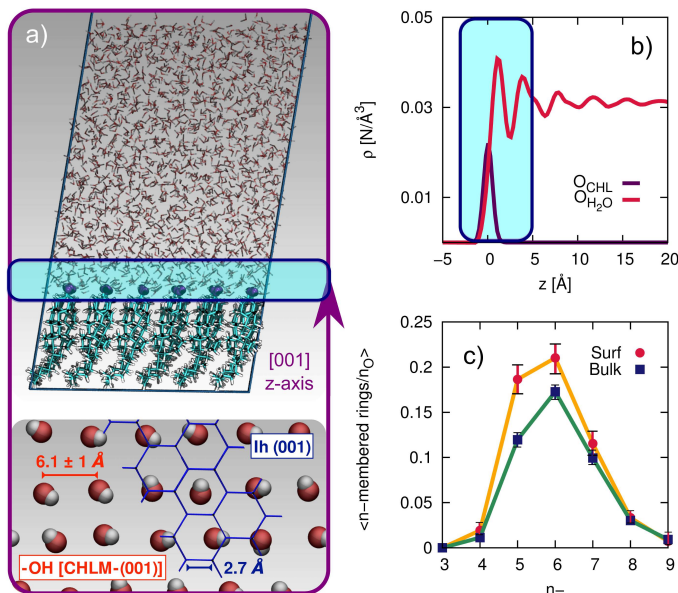 a)
[001]
z-axis
Ih (001)
6.1 ± 1 Å
2.7 Å
-OH [CHLM-(001)]
b)
ρ [N/Å³]
0.05
0.03
0.01
O_CHL
O_H₂O
−5 0 5 10 15 20
z [Å]
c)
<n−membered rings/n_O>
0.25
0.2
0.15
0.1
0.05
0
Surf
Bulk
3 4 5 6 7 8 9
n−